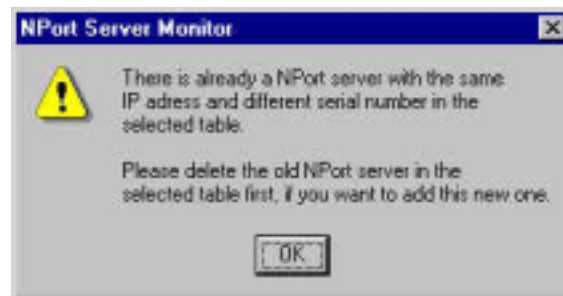 NPort Server Monitor
There is already a NPort server with the same
IP adress and different serial number in the
selected table.
Please delete the old NPort server in the
selected table first, if you want to add this new one.
OK